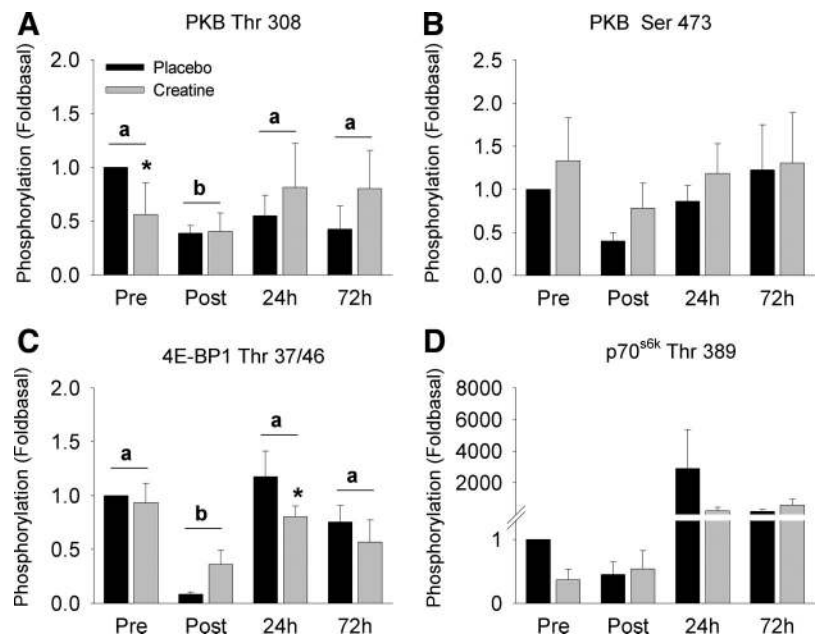 A
PKB Thr 308
Phosphorylation (Foldbasal)
2.0
1.5
1.0
0.5
0.0
Placebo
Creatine
a
*
b
a
a
Pre Post 24h 72h
B
PKB Ser 473
Phosphorylation (Foldbasal)
2.5
2.0
1.5
1.0
0.5
0.0
Pre Post 24h 72h
C
4E-BP1 Thr 37/46
Phosphorylation (Foldbasal)
2.0
1.5
1.0
0.5
0.0
a
b
a
*
a
Pre Post 24h 72h
D
p70s6k Thr 389
Phosphorylation (Foldbasal)
8000
6000
4000
2000
1
0
Pre Post 24h 72h